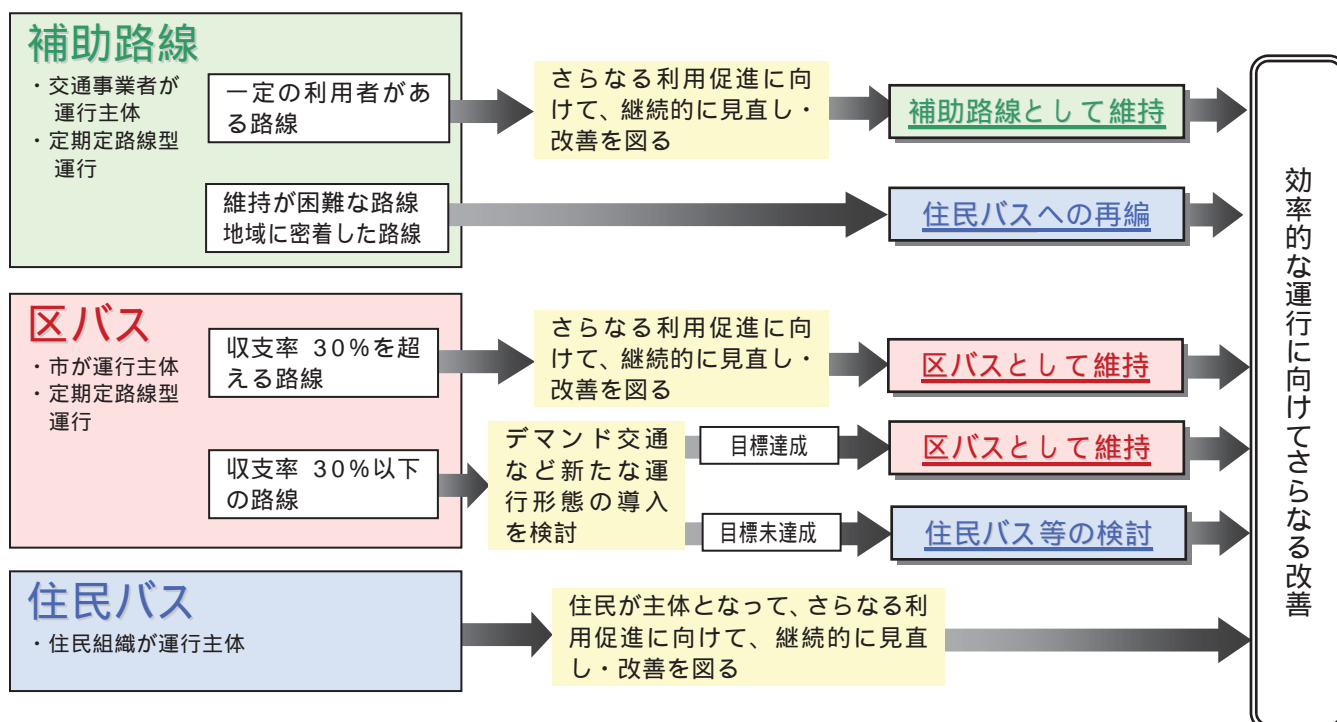 補助路線
・交通事業者が
運行主体
・定期定路線型
運行
一定の利用者があ
る路線
さらなる利用促進に向
けて、継続的に見直し・
改善を図る
補助路線として維持
維持が困難な路線
地域に密着した路線
住民バスへの再編
区バス
・市が運行主体
・定期定路線型
運行
収支率 30%を超
える路線
さらなる利用促進に向
けて、継続的に見直し・
改善を図る
区バスとして維持
収支率 30%以下
の路線
デマンド交通
など新たな運
行形態の導入
を検討
目標達成
区バスとして維持
目標未達成
住民バス等の検討
住民バス
・住民組織が運行主体
住民が主体となって、さらなる利
用促進に向けて、継続的に見直
し・改善を図る
効率的な運行に向けてさらなる改善